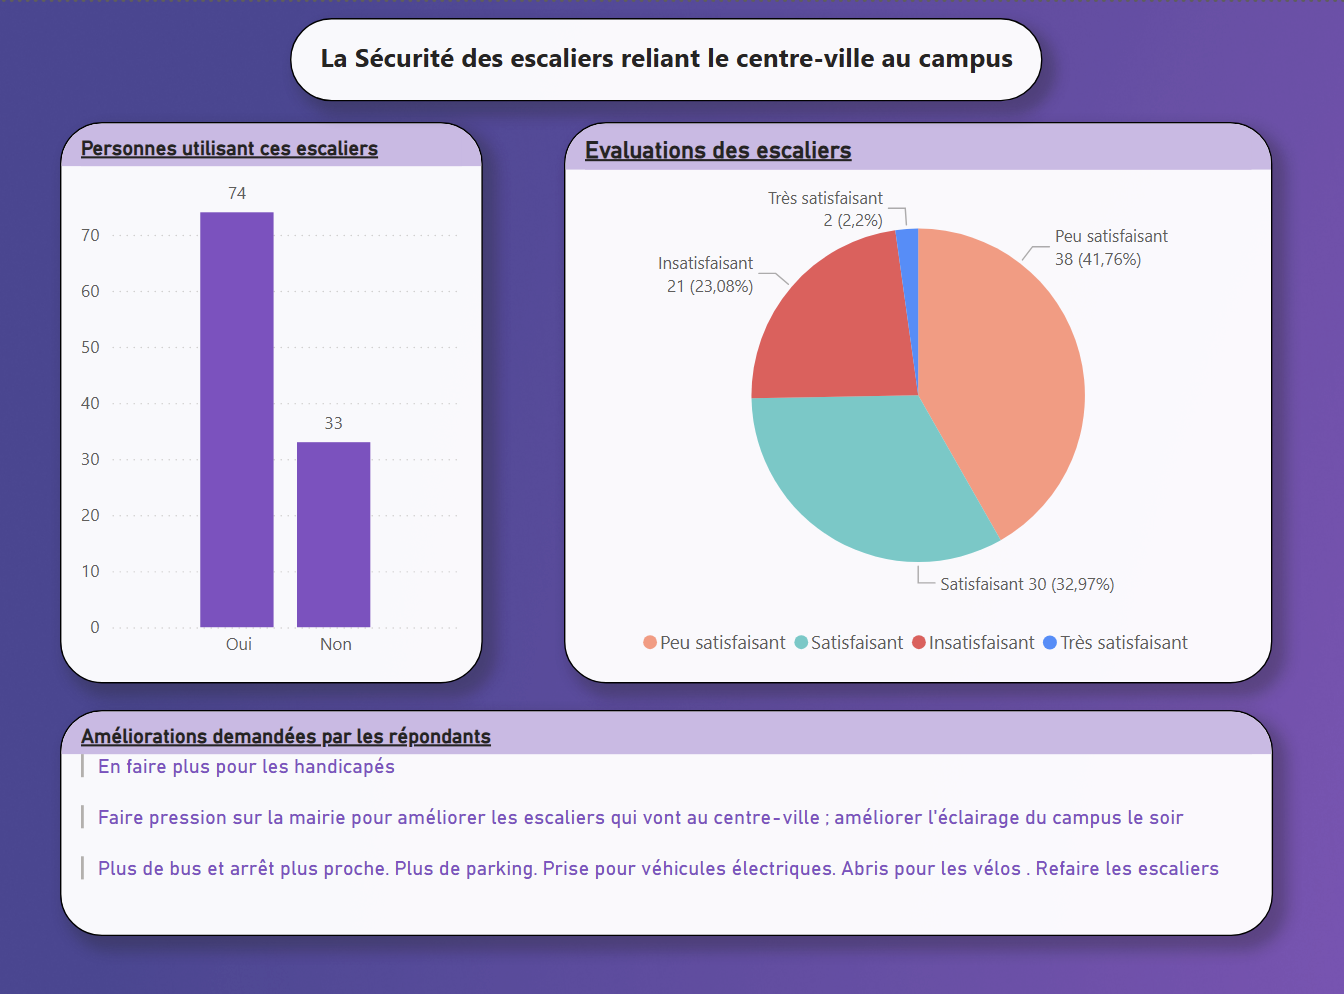 La Sécurité des escaliers reliant le centre-ville au campus
Personnes utilisant ces escaliers
74
33
70
60
50
40
30
20
10
0
Oui
Non
Evaluations des escaliers
Très satisfaisant
2 (2,2%)
Peu satisfaisant
38 (41,76%)
Insatisfaisant
21 (23,08%)
Satisfaisant 30 (32,97%)
Peu satisfaisant Satisfaisant Insatisfaisant Très satisfaisant
Améliorations demandées par les répondants
En faire plus pour les handicapés
Faire pression sur la mairie pour améliorer les escaliers qui vont au centre-ville ; améliorer l'éclairage du campus le soir
Plus de bus et arrêt plus proche. Plus de parking. Prise pour véhicules électriques. Abris pour les vélos . Refaire les escaliers